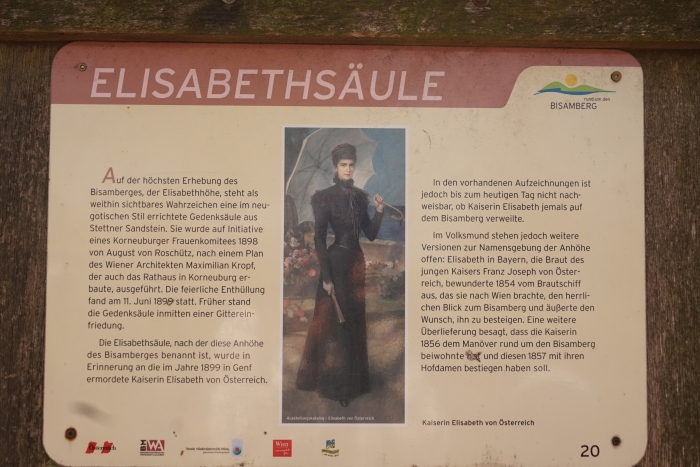 ELISABETHSÄULE
rund um den
BISAMBERG
Auf der höchsten Erhebung des
Bisamberges, der Elisabethhöhe, steht als
weithin sichtbares Wahrzeichen eine im neu-
gotischen Stil errichtete Gedenksäule aus
Stettner Sandstein. Sie wurde auf Initiative
eines Korneuburger Frauenkomitees 1898
von August von Roschütz, nach einem Plan
des Wiener Architekten Maximilian Kropf,
der auch das Rathaus in Korneuburg er-
baute, ausgeführt. Die feierliche Enthüllung
fand am 11. Juni 1899 statt. Früher stand
die Gedenksäule inmitten einer Gitterein-
friedung.
Die Elisabethsäule, nach der diese Anhöhe
des Bisamberges benannt ist, wurde in
Erinnerung an die im Jahre 1899 in Genf
ermordete Kaiserin Elisabeth von Österreich.
In den vorhandenen Aufzeichnungen ist
jedoch bis zum heutigen Tag nicht nach-
weisbar, ob Kaiserin Elisabeth jemals auf
dem Bisamberg verweilte.
Im Volksmund stehen jedoch weitere
Versionen zur Namensgebung der Anhöhe
offen: Elisabeth in Bayern, die Braut des
jungen Kaisers Franz Joseph von Öster-
reich, bewunderte 1854 vom Brautschiff
aus, das sie nach Wien brachte, den herrli-
chen Blick zum Bisamberg und äußerte den
Wunsch, ihn zu besteigen. Eine weitere
Überlieferung besagt, dass die Kaiserin
1856 dem Manöver rund um den Bisamberg
beiwohnte und diesen 1857 mit ihren
Hofdamen bestiegen haben soll.
Kaiserin Elisabeth von Österreich
WA
Wien
20